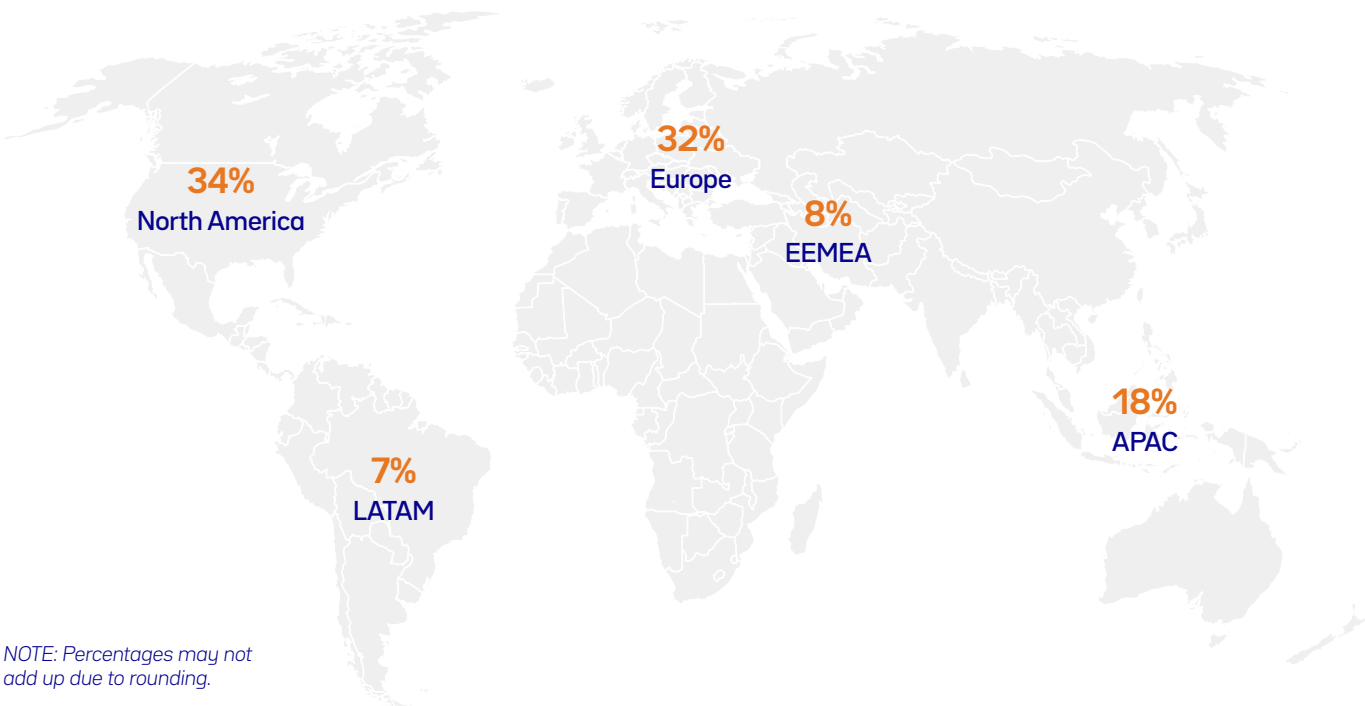 32%
Europe
34%
North America
8%
EEMEA
18%
APAC
7%
LATAM
NOTE: Percentages may not
add up due to rounding.